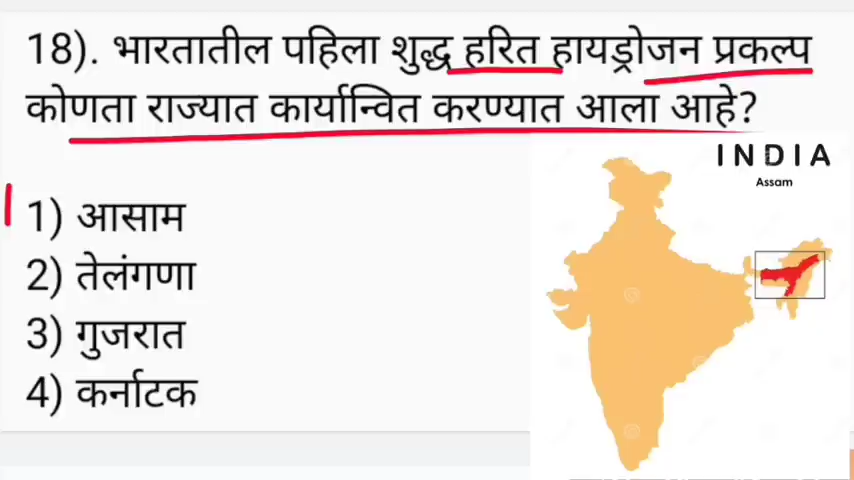 18). भारतातील पहिला शुद्ध हरित हायड्रोजन प्रकल्प
कोणता राज्यात कार्यान्वित करण्यात आला आहे?
INDIA
Assam
1) आसाम
2) तेलंगणा
3) गुजरात
4) कर्नाटक